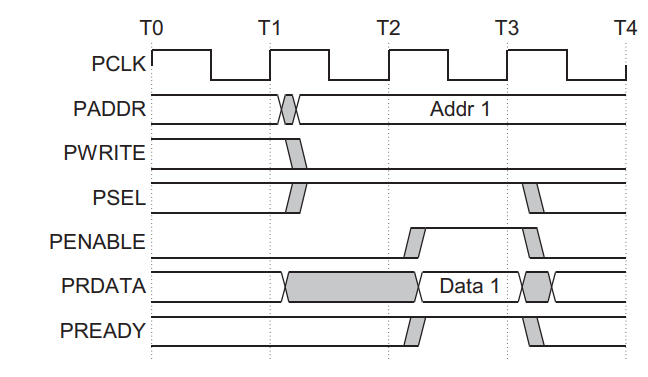 T0 T1 T2 T3 T4
PCLK
PADDR Addr 1
PWRITE
PSEL
PENABLE
PRDATA Data 1
PREADY